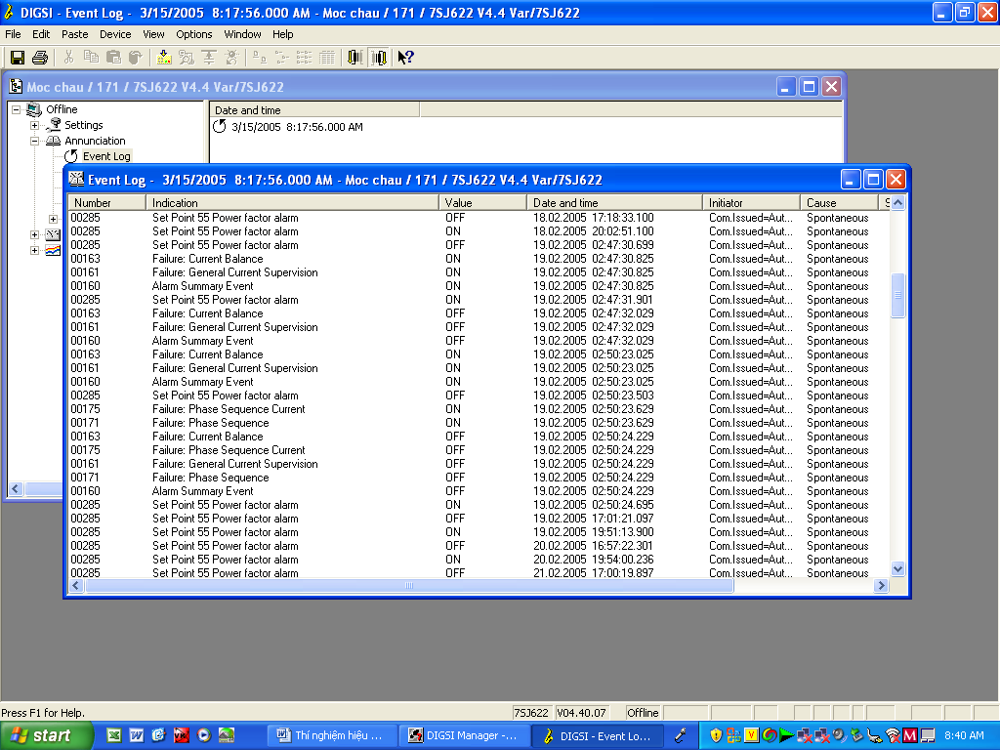 DIGSI - Event Log - 3/15/2005 8:17:56.000 AM - Moc chau / 171 / 7SJ622 V4.4 Var/7SJ622
File Edit Paste Device View Options Window Help
Moc chau / 171 / 7SJ622 V4.4 Var/7SJ622
Offline
Settings
Annunciation
Event Log
Date and time
3/15/2005 8:17:56.000 AM
Event Log - 3/15/2005 8:17:56.000 AM - Moc chau / 171 / 7SJ622 V4.4 Var/7SJ622
Number Indication Value Date and time Initiator Cause S
00285 Set Point 55 Power factor alarm OFF 18.02.2005 17:18:33.100 Com.Issued=Aut... Spontaneous
00285 Set Point 55 Power factor alarm ON 18.02.2005 20:02:51.100 Com.Issued=Aut... Spontaneous
00285 Set Point 55 Power factor alarm OFF 19.02.2005 02:47:30.699 Com.Issued=Aut... Spontaneous
00163 Failure: Current Balance ON 19.02.2005 02:47:30.825 Com.Issued=Aut... Spontaneous
00161 Failure: General Current Supervision ON 19.02.2005 02:47:30.825 Com.Issued=Aut... Spontaneous
00160 Alarm Summary Event ON 19.02.2005 02:47:30.825 Com.Issued=Aut... Spontaneous
00285 Set Point 55 Power factor alarm ON 19.02.2005 02:47:31.901 Com.Issued=Aut... Spontaneous
00163 Failure: Current Balance OFF 19.02.2005 02:47:32.029 Com.Issued=Aut... Spontaneous
00161 Failure: General Current Supervision OFF 19.02.2005 02:47:32.029 Com.Issued=Aut... Spontaneous
00160 Alarm Summary Event OFF 19.02.2005 02:47:32.029 Com.Issued=Aut... Spontaneous
00163 Failure: Current Balance ON 19.02.2005 02:50:23.025 Com.Issued=Aut... Spontaneous
00161 Failure: General Current Supervision ON 19.02.2005 02:50:23.025 Com.Issued=Aut... Spontaneous
00160 Alarm Summary Event ON 19.02.2005 02:50:23.025 Com.Issued=Aut... Spontaneous
00285 Set Point 55 Power factor alarm OFF 19.02.2005 02:50:23.503 Com.Issued=Aut... Spontaneous
00175 Failure: Phase Sequence Current ON 19.02.2005 02:50:23.629 Com.Issued=Aut... Spontaneous
00171 Failure: Phase Sequence ON 19.02.2005 02:50:23.629 Com.Issued=Aut... Spontaneous
00163 Failure: Current Balance OFF 19.02.2005 02:50:24.229 Com.Issued=Aut... Spontaneous
00175 Failure: Phase Sequence Current OFF 19.02.2005 02:50:24.229 Com.Issued=Aut... Spontaneous
00161 Failure: General Current Supervision OFF 19.02.2005 02:50:24.229 Com.Issued=Aut... Spontaneous
00171 Failure: Phase Sequence OFF 19.02.2005 02:50:24.229 Com.Issued=Aut... Spontaneous
00160 Alarm Summary Event OFF 19.02.2005 02:50:24.229 Com.Issued=Aut... Spontaneous
00285 Set Point 55 Power factor alarm ON 19.02.2005 02:50:24.695 Com.Issued=Aut... Spontaneous
00285 Set Point 55 Power factor alarm OFF 19.02.2005 17:01:21.097 Com.Issued=Aut... Spontaneous
00285 Set Point 55 Power factor alarm ON 19.02.2005 19:51:13.900 Com.Issued=Aut... Spontaneous
00285 Set Point 55 Power factor alarm OFF 20.02.2005 16:57:22.301 Com.Issued=Aut... Spontaneous
00285 Set Point 55 Power factor alarm ON 20.02.2005 19:54:00.236 Com.Issued=Aut... Spontaneous
00285 Set Point 55 Power factor alarm OFF 21.02.2005 17:00:19.897 Com.Issued=Aut... Spontaneous
Press F1 for Help. 7SJ622 V04.40.07 Offline
start Thí nghiệm hiệu ... DIGSI Manager -... DIGSI - Event Lo... 8:40 AM